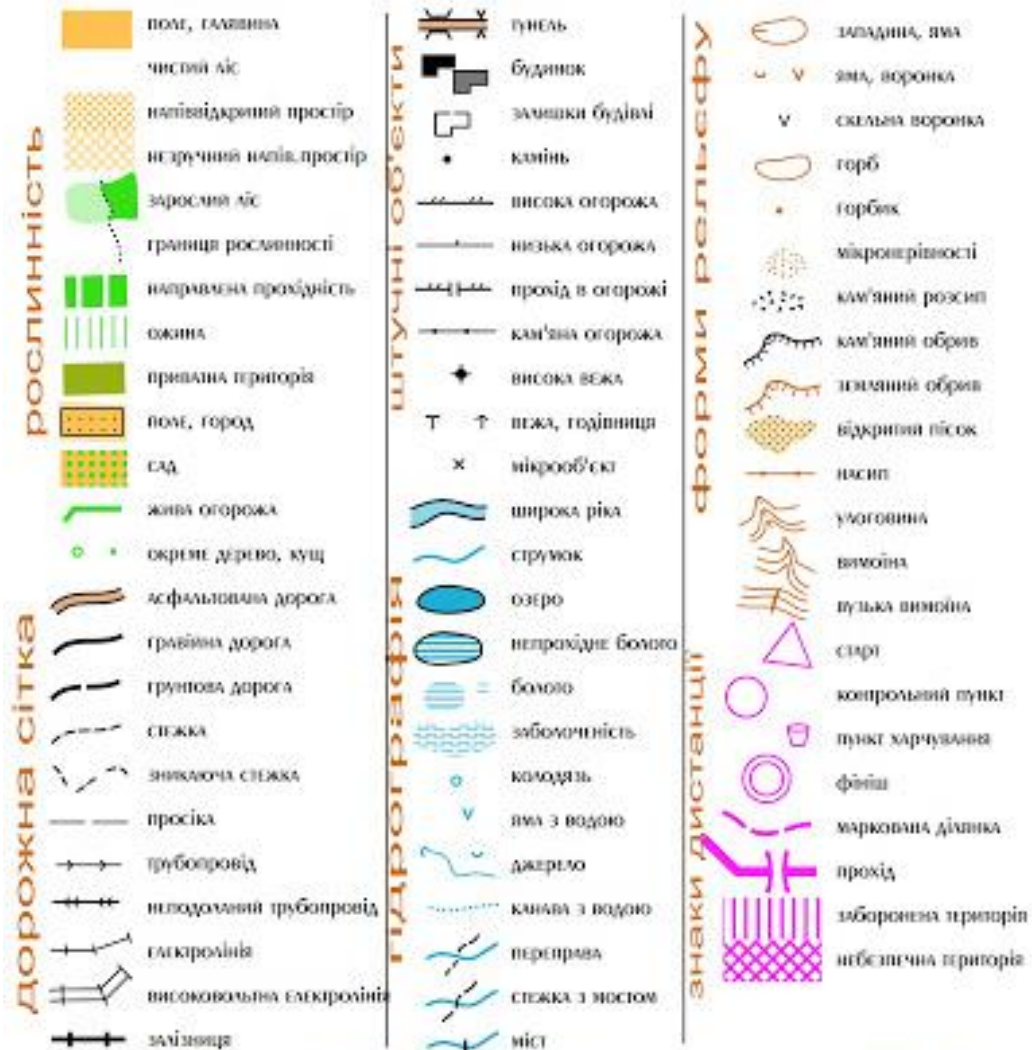 рослинність
поле, галявина
чистий ліс
напіввідкритий простір
незручний напів.простір
зарослий ліс
границя рослинності
направлена прохідність
ожина
приватна територія
поле, город
сад
жива огорожа
окреме дерево, кущ
дорожна сітка
асфальтована дорога
гравійна дорога
ґрунтова дорога
стежка
зникаюча стежка
просіка
трубопровід
неподоланий трубопровід
електролінія
високовольтна електролінія
залізниця
штучні об'єкти
тунель
будинок
залишки будівлі
камінь
висока огорожа
низька огорожа
прохід в огорожі
кам'яна огорожа
висока вежа
вежа, годівниця
мікрооб'єкт
гідрографія
широка ріка
струмок
озеро
непрохідне болото
болото
заболоченість
колодязь
яма з водою
джерело
канава з водою
переправа
стежка з мостом
міст
форми рельєфу
западина, яма
яма, воронка
скельна воронка
горб
горбик
мікронерівності
кам'яний розсип
кам'яний обрив
земляний обрив
відкритий пісок
насип
улоговина
вимоїна
вузька вимоїна
знаки дистанції
старт
контрольний пункт
пункт харчування
фініш
маркована ділянка
прохід
заборонена територія
небезпечна територія